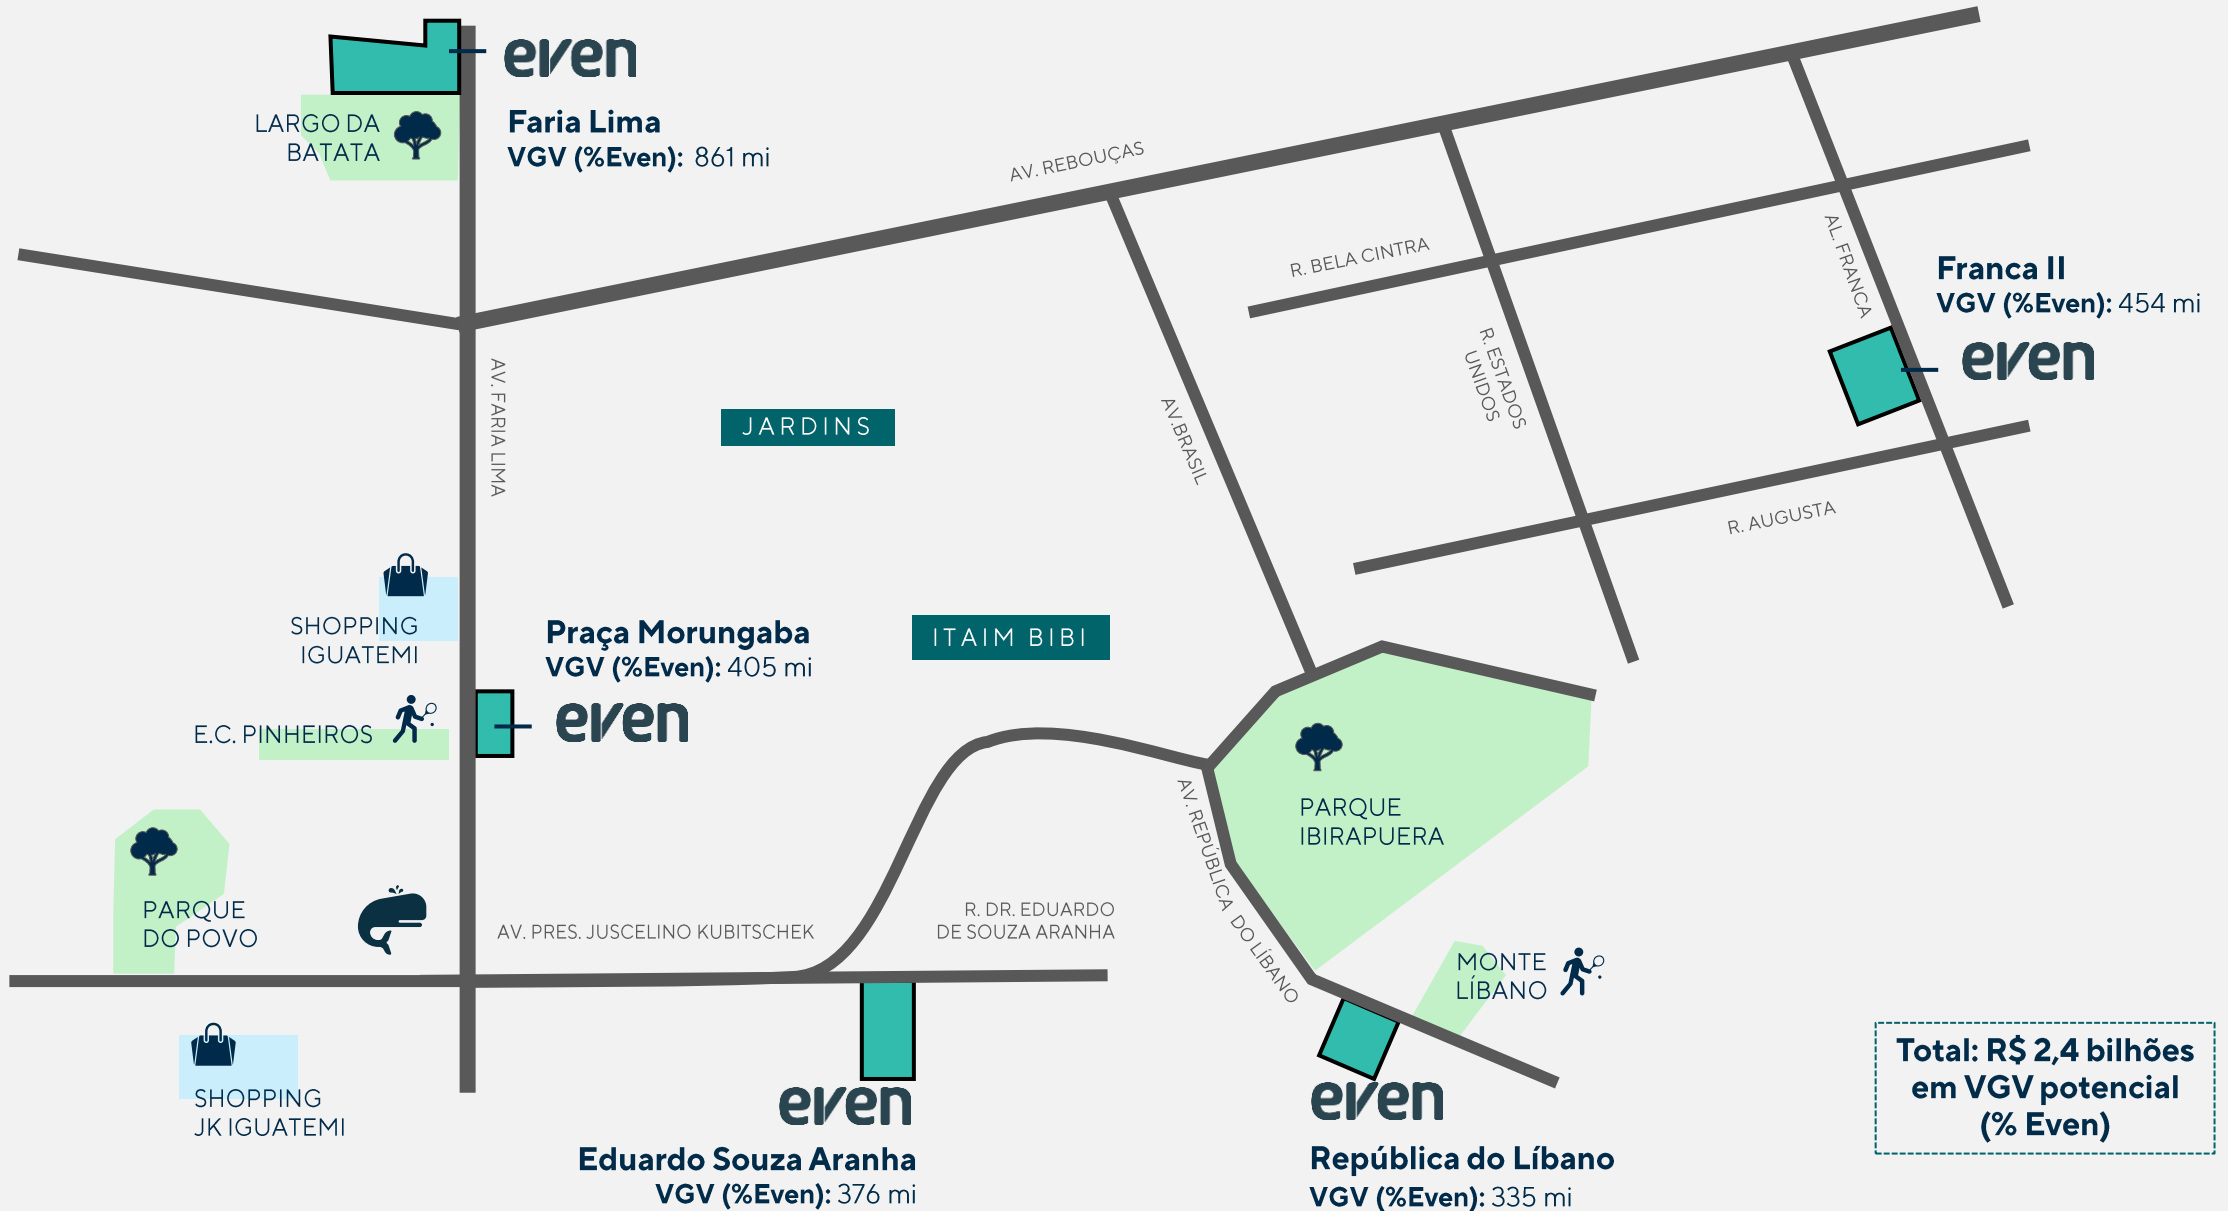 even
Faria Lima
VGV (%Even): 861 mi
LARGO DA
BATATA
AV. REBOUÇAS
R. BELA CINTRA
AL. FRANCA
Franca II
VGV (%Even): 454 mi
even
R. ESTADOS
UNIDOS
AV. FARIA LIMA
JARDINS
AV.BRASIL
R. AUGUSTA
SHOPPING
IGUATEMI
Praça Morungaba
VGV (%Even): 405 mi
even
ITAIM BIBI
E.C. PINHEIROS
PARQUE
IBIRAPUERA
AV. REPÚBLICA DO LÍBANO
PARQUE
DO POVO
AV. PRES. JUSCELINO KUBITSCHEK
R. DR. EDUARDO
DE SOUZA ARANHA
MONTE
LÍBANO
SHOPPING
JK IGUATEMI
even
Eduardo Souza Aranha
VGV (%Even): 376 mi
even
República do Líbano
VGV (%Even): 335 mi
Total: R$ 2,4 bilhões
em VGV potencial
(% Even)